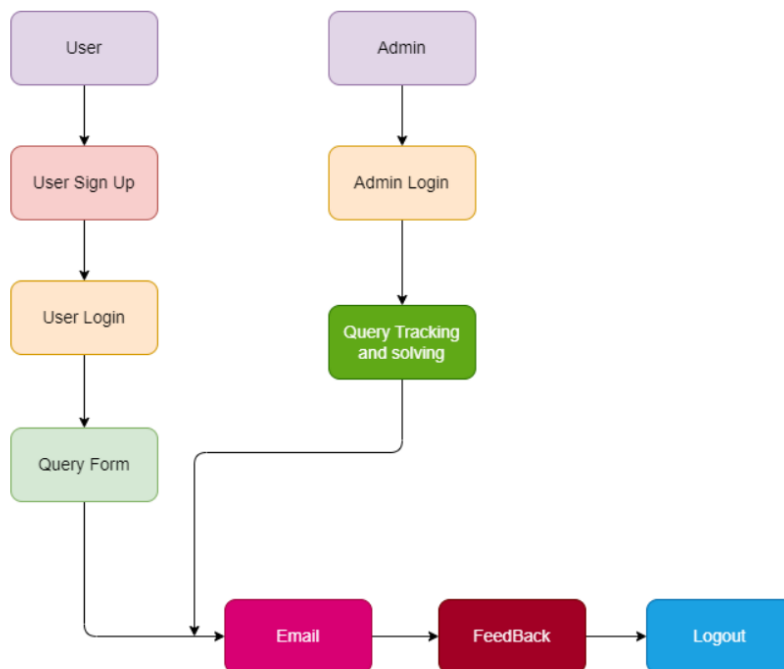 User
Admin
User Sign Up
Admin Login
User Login
Query Tracking
and solving
Query Form
Email
FeedBack
Logout